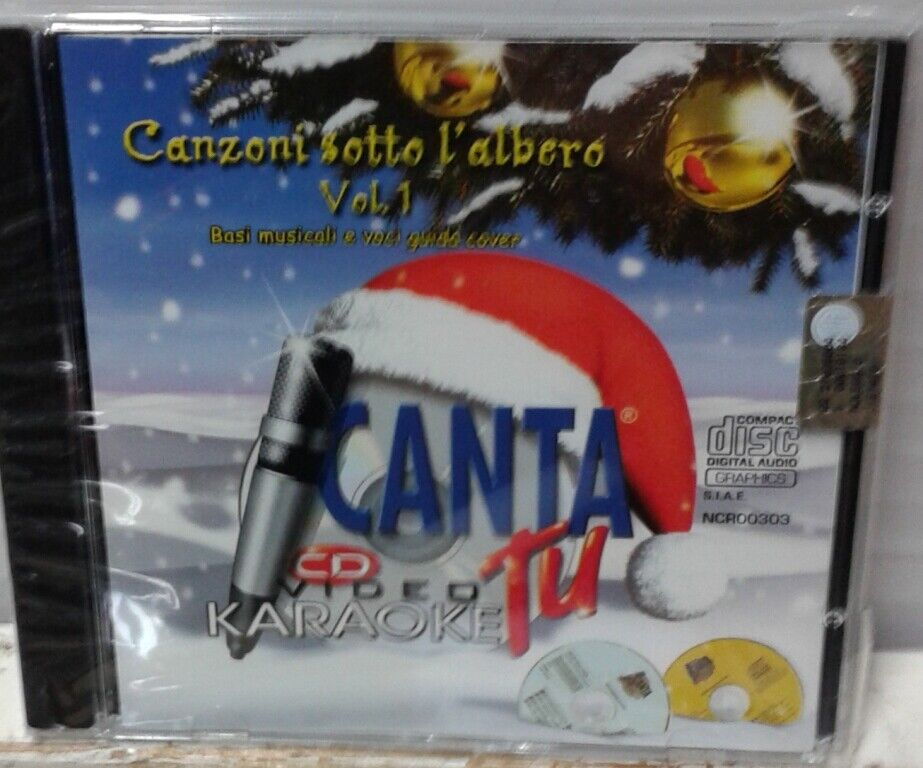 Canzoni sotto l'albero
Vol. 1
Basi musicali e voci guida cover
CANTA®
TU
CD
VIDEO
KARAOKE
COMPACT
disc
DIGITAL AUDIO
GRAPHICS
S.I.A.E.
NCR00303